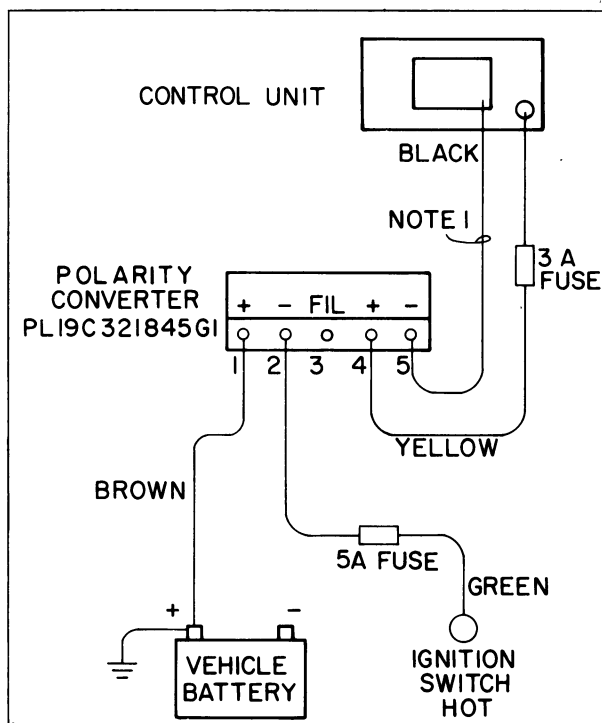 CONTROL UNIT
BLACK
NOTE 1
3 A
FUSE
POLARITY
CONVERTER
PL19C321845G1
+ - FIL + -
1 2 3 4 5
YELLOW
BROWN
5A FUSE
GREEN
+ -
VEHICLE
BATTERY
IGNITION
SWITCH
HOT